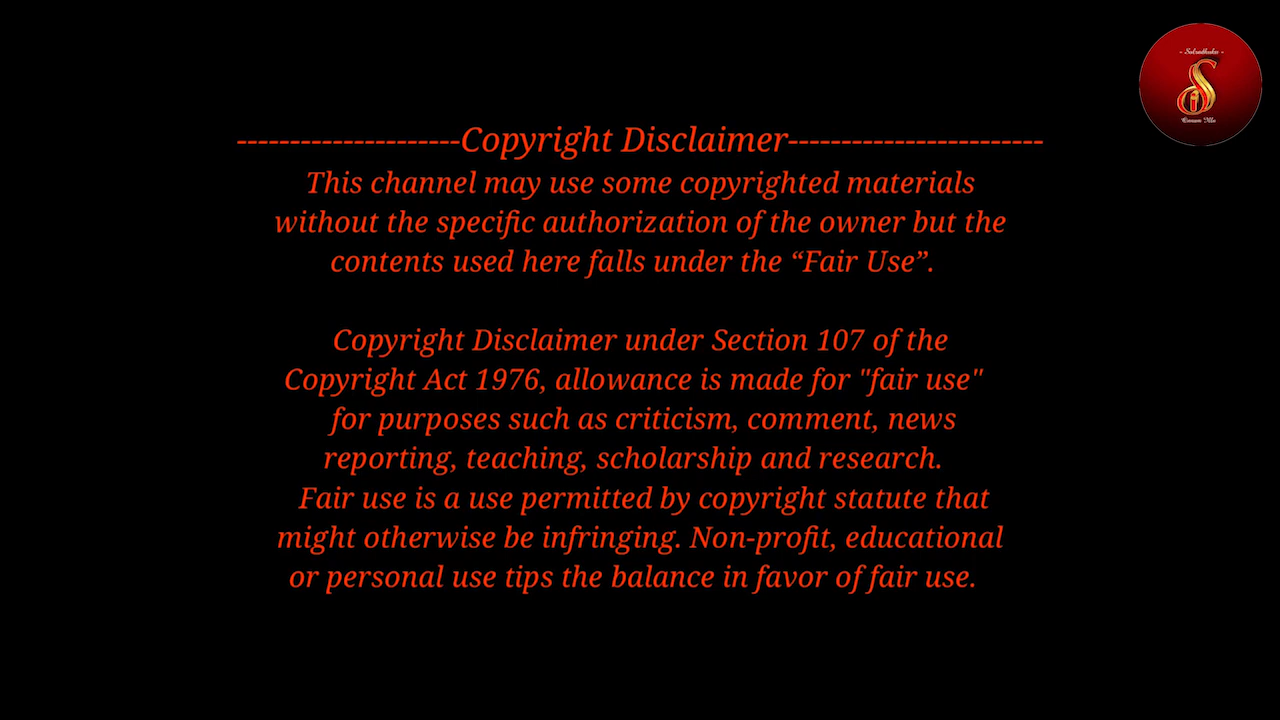 ---------------------Copyright Disclaimer------------------------
This channel may use some copyrighted materials
without the specific authorization of the owner but the
contents used here falls under the “Fair Use”.
Copyright Disclaimer under Section 107 of the
Copyright Act 1976, allowance is made for "fair use"
for purposes such as criticism, comment, news
reporting, teaching, scholarship and research.
Fair use is a use permitted by copyright statute that
might otherwise be infringing. Non-profit, educational
or personal use tips the balance in favor of fair use.